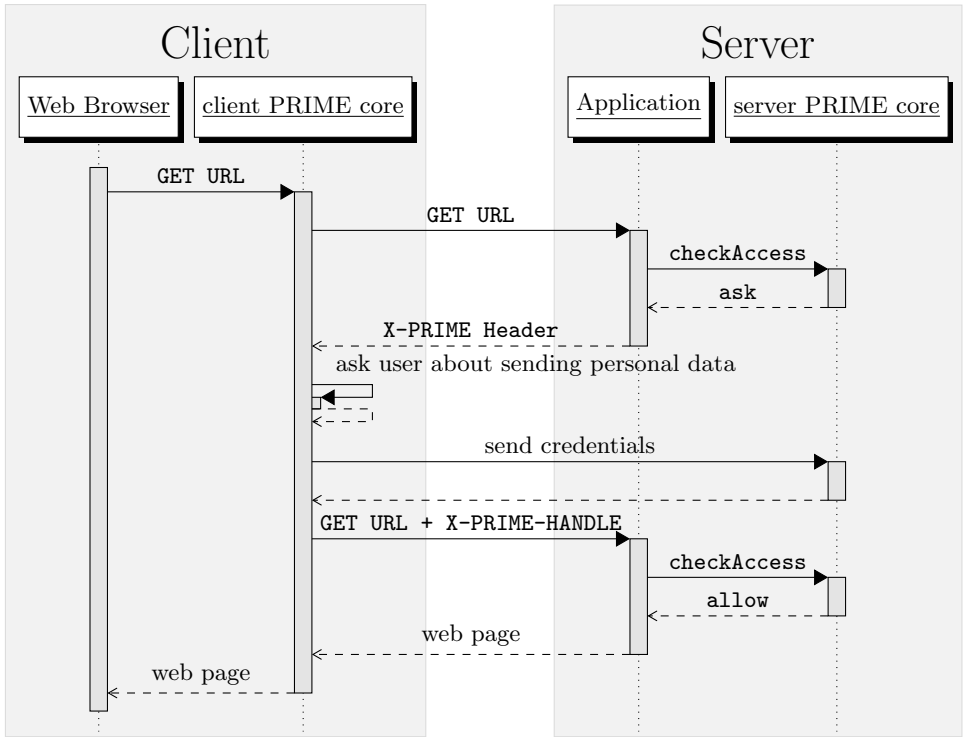 Client
Server
Web Browser
client PRIME core
Application
server PRIME core
GET URL
GET URL
checkAccess
ask
X-PRIME Header
ask user about sending personal data
send credentials
GET URL + X-PRIME-HANDLE
checkAccess
allow
web page
web page